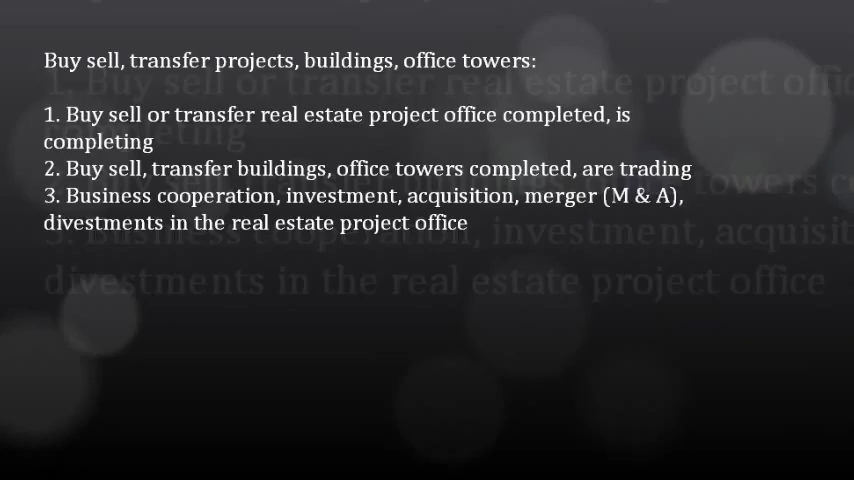 Buy sell, transfer projects, buildings, office towers:
1. Buy sell or transfer real estate project office completed, is
completing
2. Buy sell, transfer buildings, office towers completed, are trading
3. Business cooperation, investment, acquisition, merger (M & A),
divestments in the real estate project office